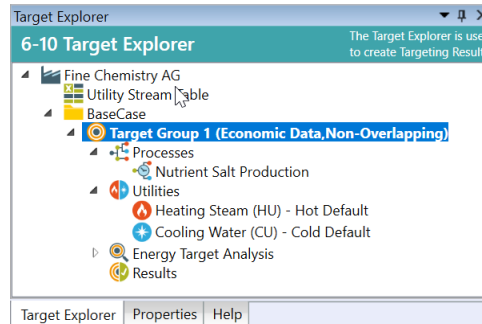 Target Explorer
6-10 Target Explorer
The Target Explorer is use
to create Targeting Result
Fine Chemistry AG
Utility Stream Table
BaseCase
Target Group 1 (Economic Data,Non-Overlapping)
Processes
Nutrient Salt Production
Utilities
Heating Steam (HU) - Hot Default
Cooling Water (CU) - Cold Default
Energy Target Analysis
Results
Target Explorer Properties Help